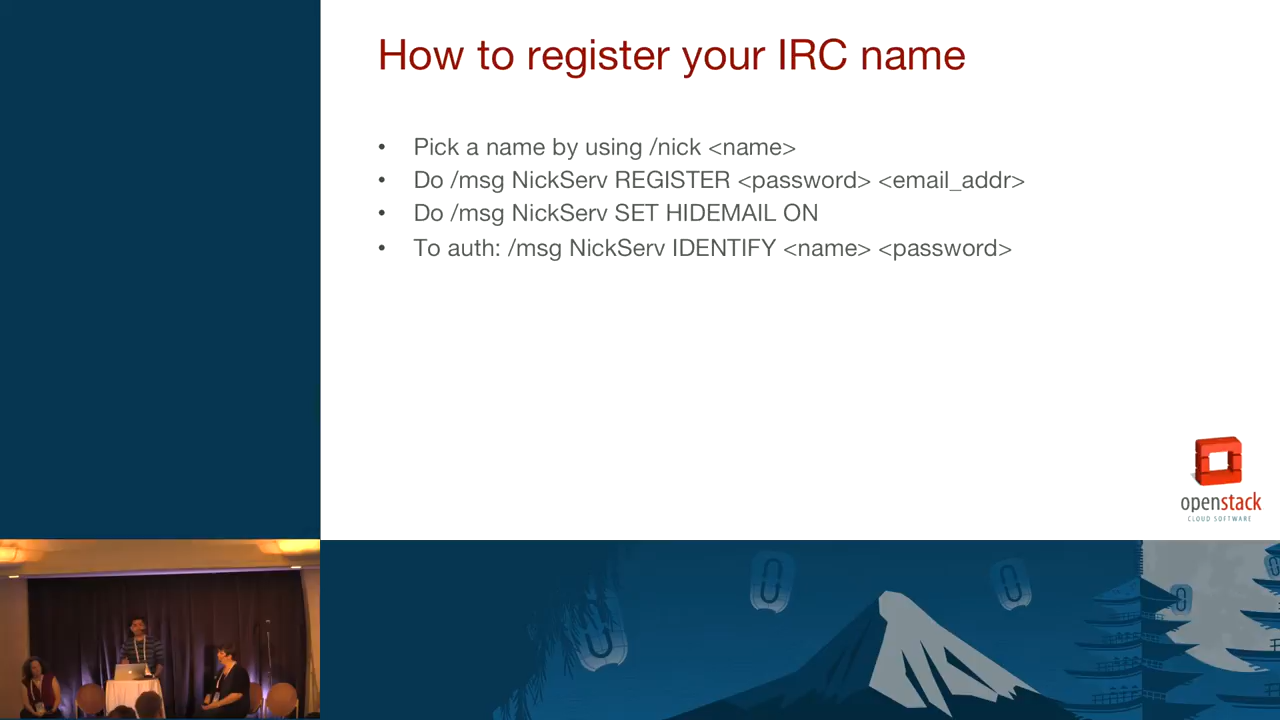 How to register your IRC name
• Pick a name by using /nick <name>
• Do /msg NickServ REGISTER <password> <email_addr>
• Do /msg NickServ SET HIDEMAIL ON
• To auth: /msg NickServ IDENTIFY <name> <password>
openstack
CLOUD SOFTWARE